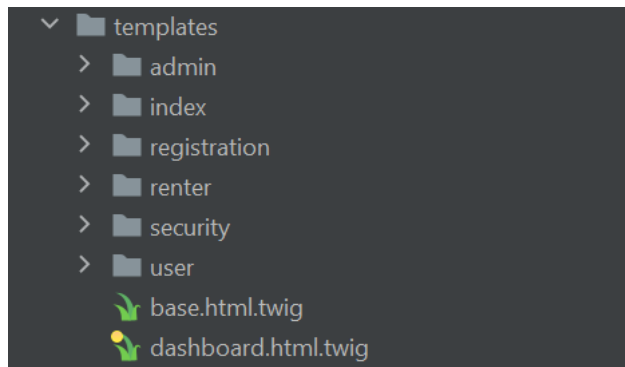 templates
admin
index
registration
renter
security
user
base.html.twig
dashboard.html.twig